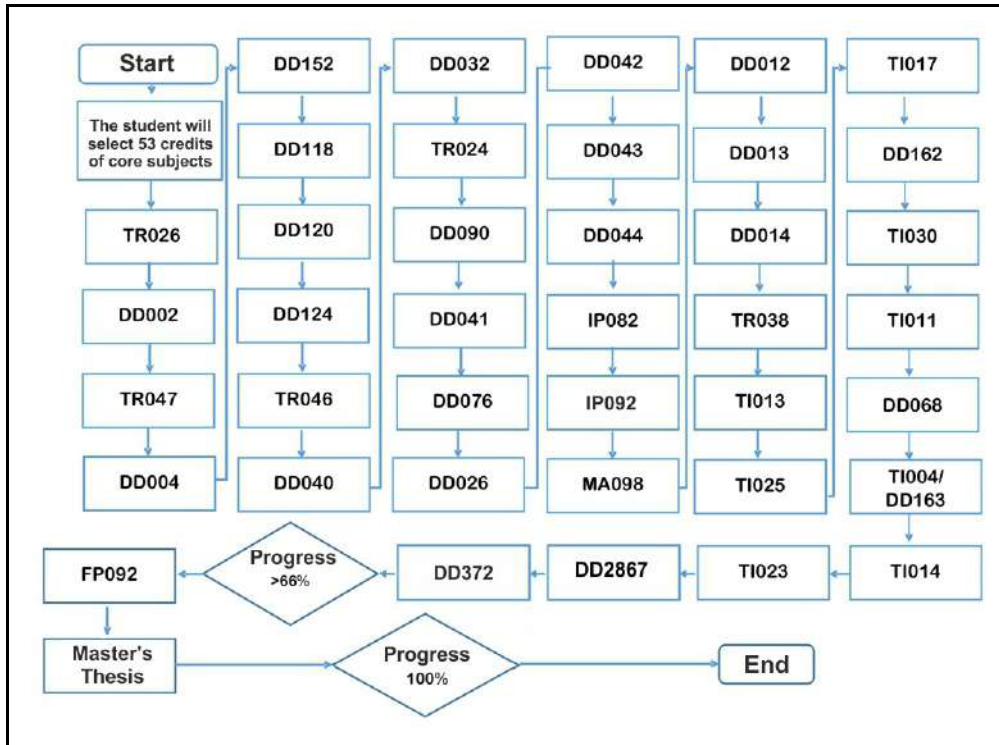 Start
The student will
select 53 credits
of core subjects
TR026
DD002
TR047
DD004
DD152
DD118
DD120
DD124
TR046
DD040
DD032
TR024
DD090
DD041
DD076
DD026
DD042
DD043
DD044
IP082
IP092
MA098
DD012
DD013
DD014
TR038
TI013
TI025
TI017
DD162
TI030
TI011
DD068
TI004/
DD163
TI014
TI023
DD2867
DD372
Progress
>66%
FP092
Master's
Thesis
Progress
100%
End